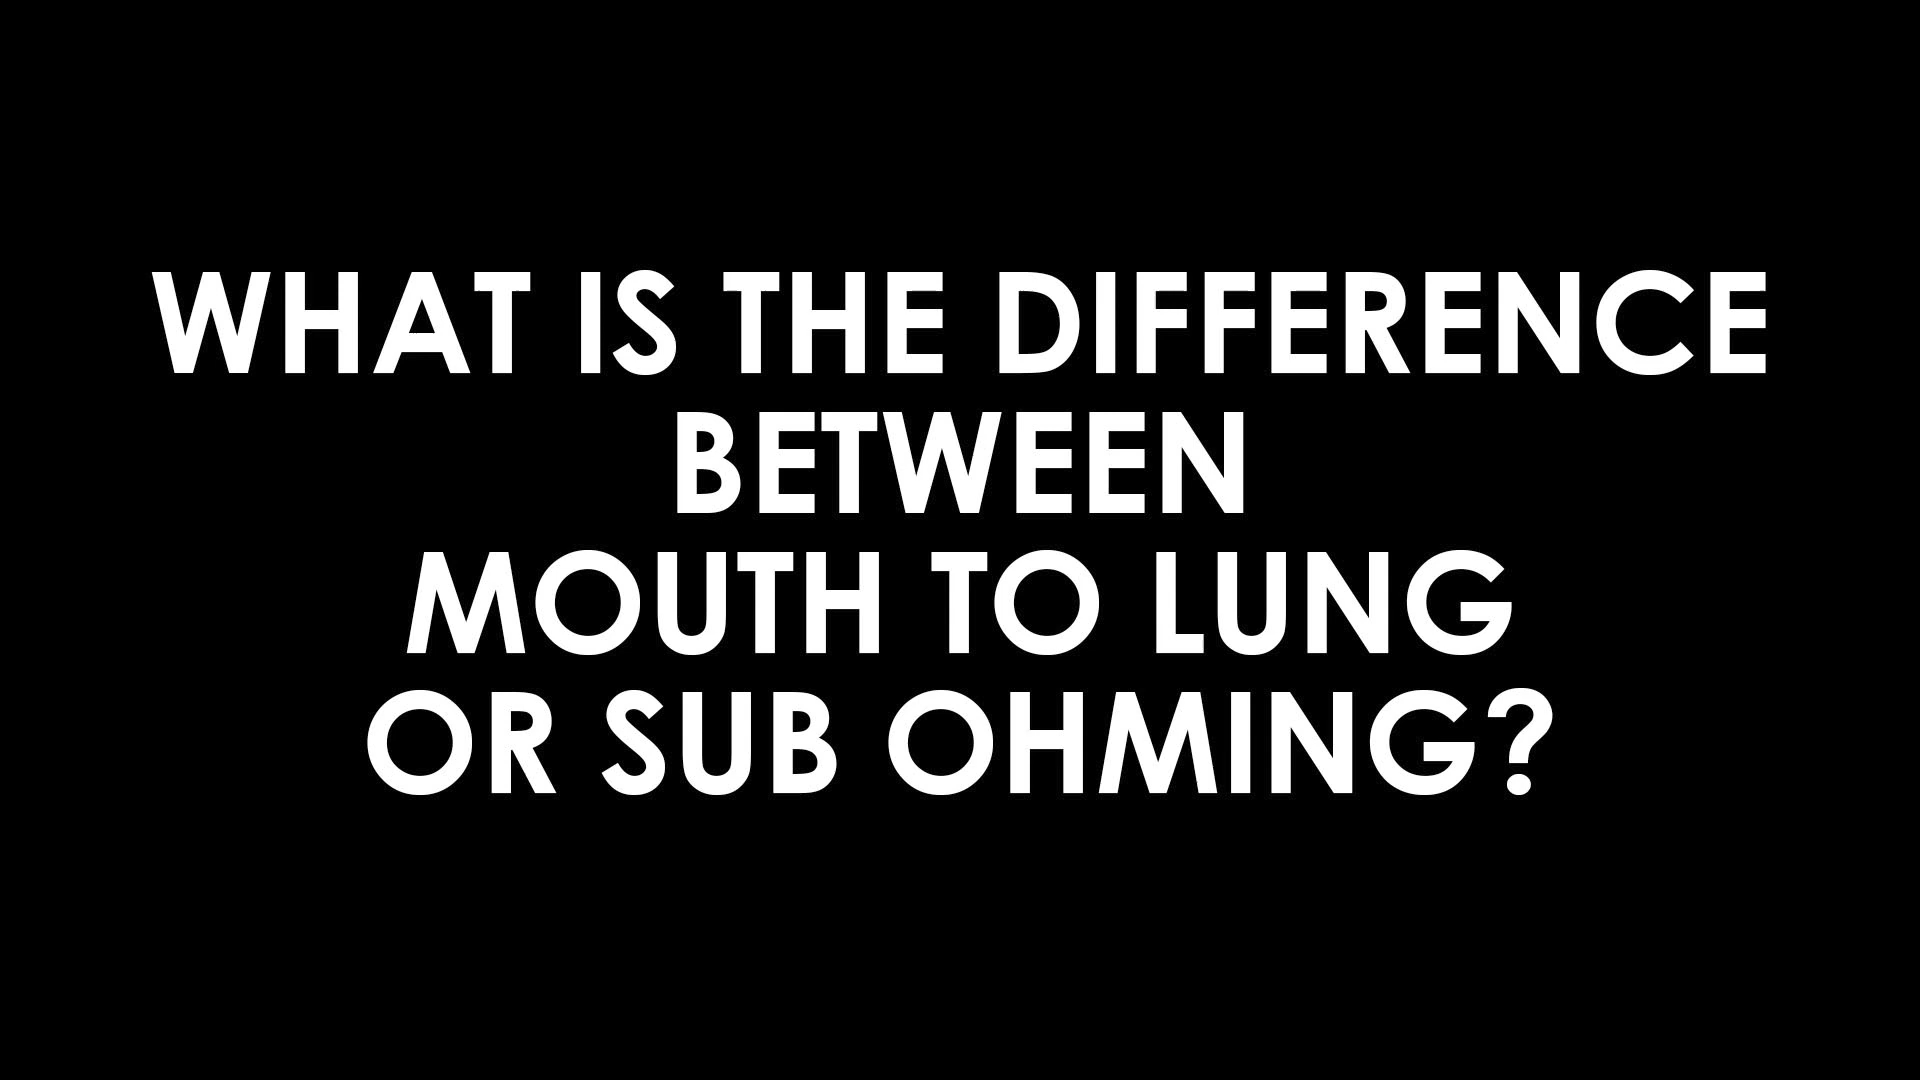 WHAT IS THE DIFFERENCE
BETWEEN
MOUTH TO LUNG
OR SUB OHMING?